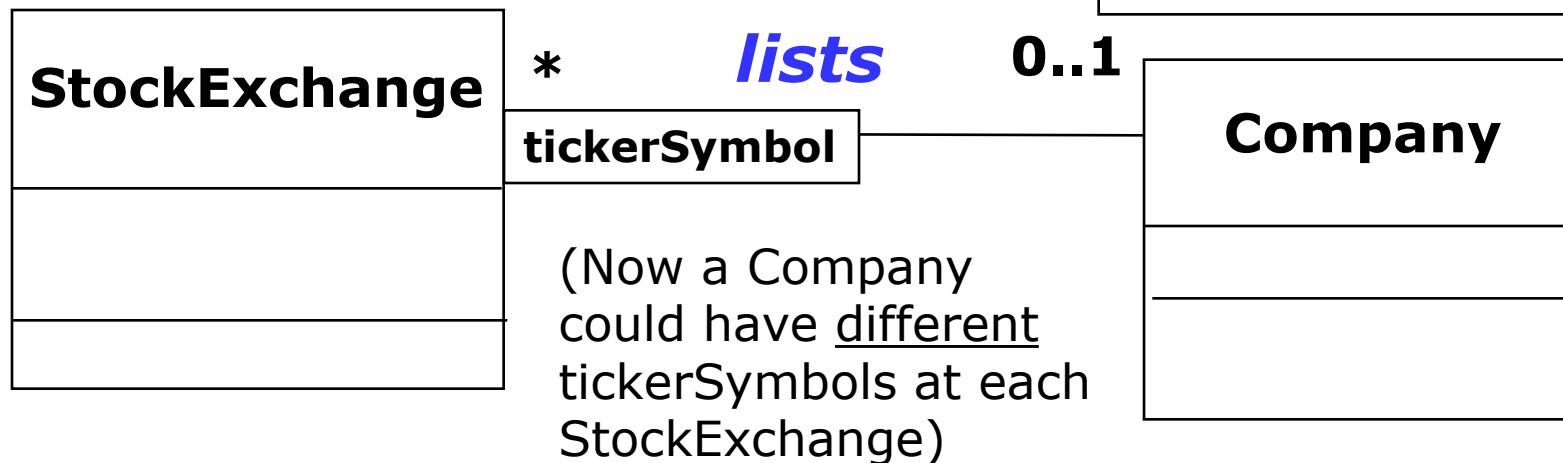 StockExchange
*
lists
0..1
tickerSymbol
Company
(Now a Company
could have different
tickerSymbols at each
StockExchange)